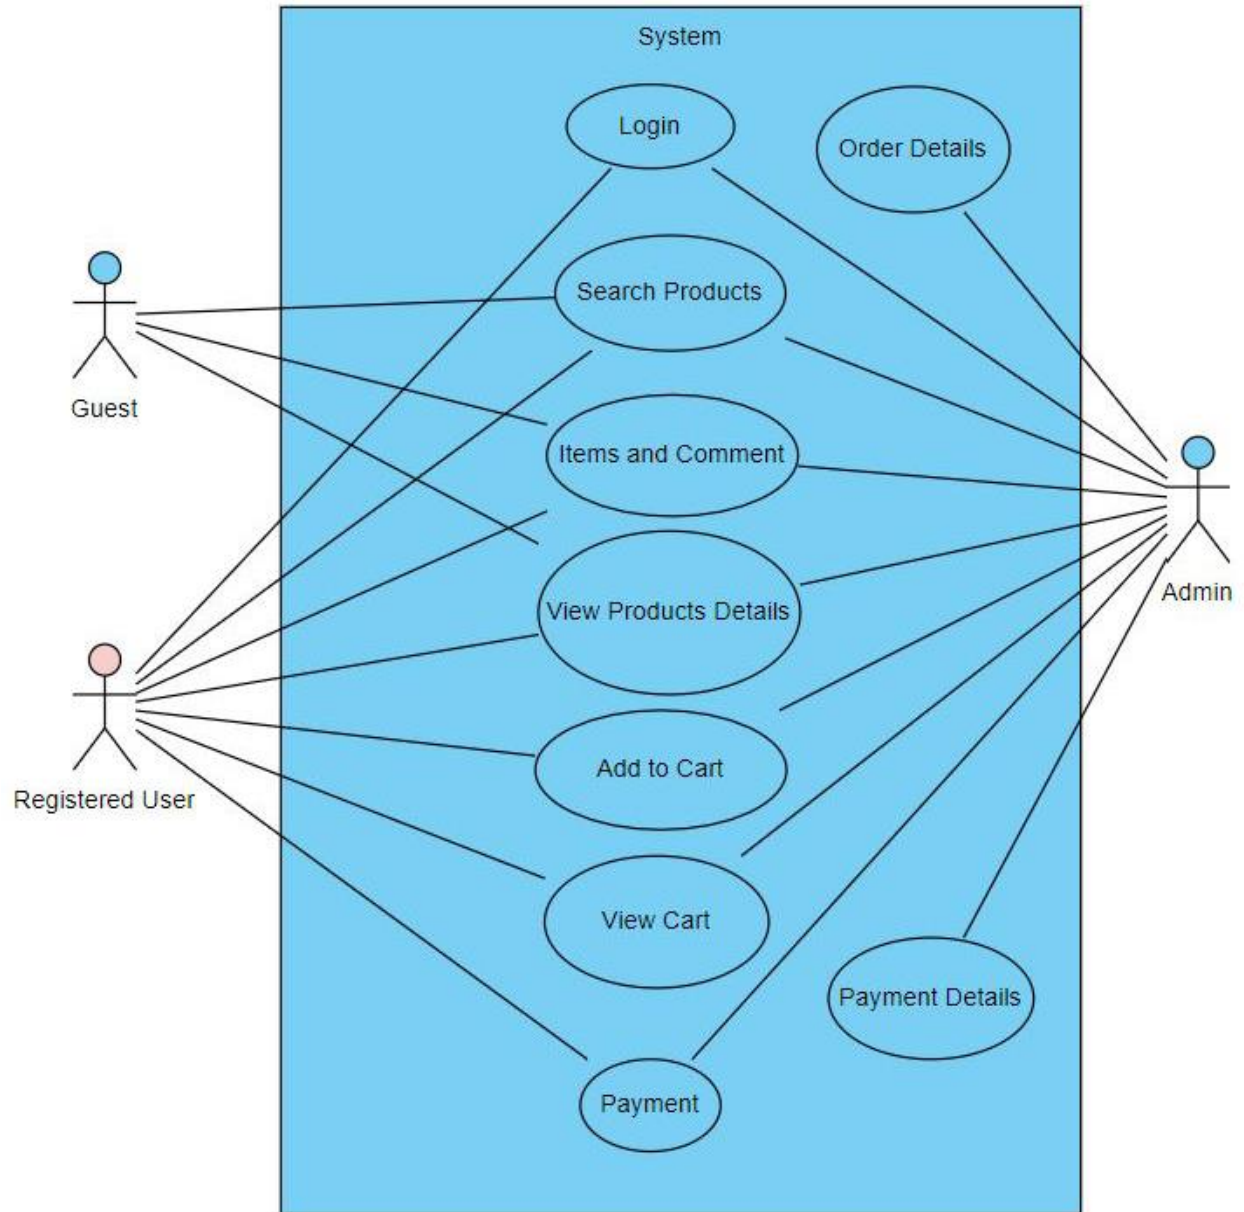 System
Login
Order Details
Search Products
Guest
Items and Comment
View Products Details
Admin
Add to Cart
Registered User
View Cart
Payment Details
Payment